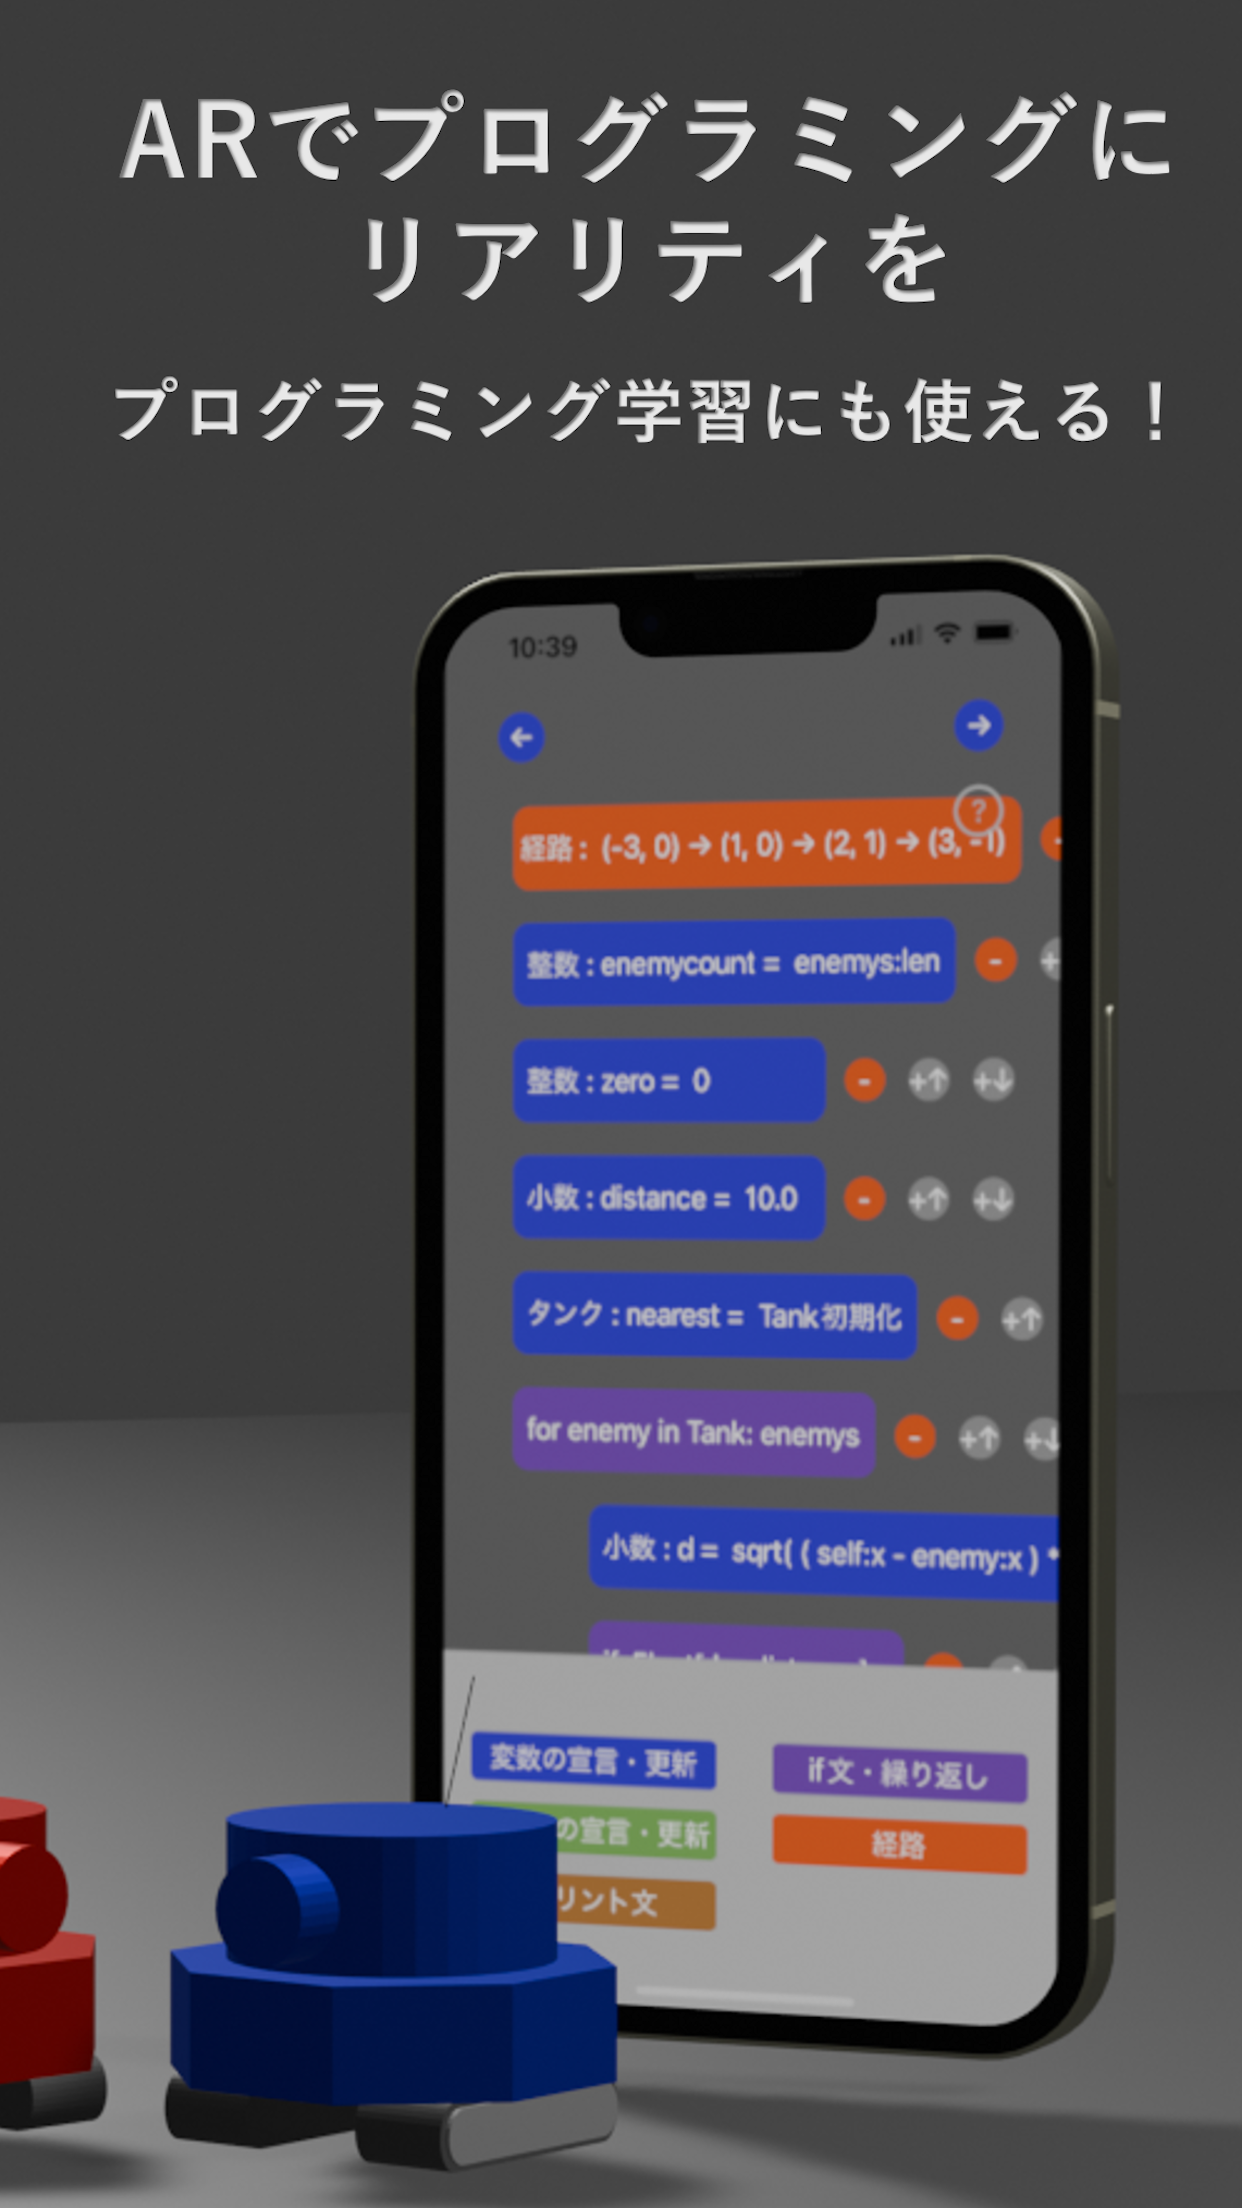 ARでプログラミングに
リアリティを
プログラミング学習にも使える！
10:39
?
経路： (-3, 0) → (1, 0) → (2, 1) → (3, -1)
整数 : enemycount = enemys:len
-
整数 : zero = 0
- +↑ +↓
小数 : distance = 10.0
- +↑ +↓
タンク : nearest = Tank初期化
- +↑
for enemy in Tank: enemys
- +↑ +↓
小数 : d = sqrt( ( self:x - enemy:x ) *
変数の宣言・更新
if文・繰り返し
の宣言・更新
経路
リント文